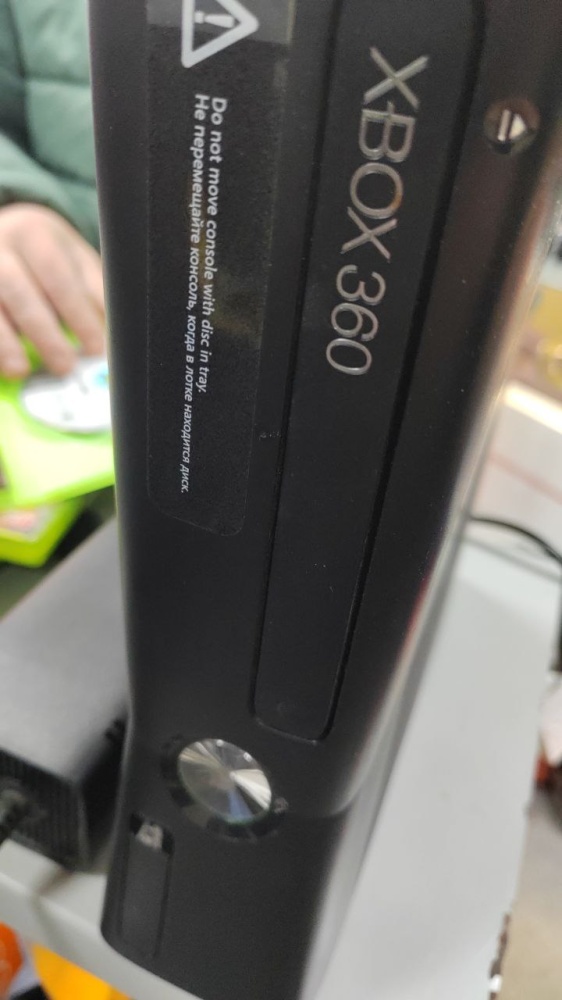 XBOX 360
Do not move console with disc in tray.
Не перемещайте консоль, когда в лотке находится диск.